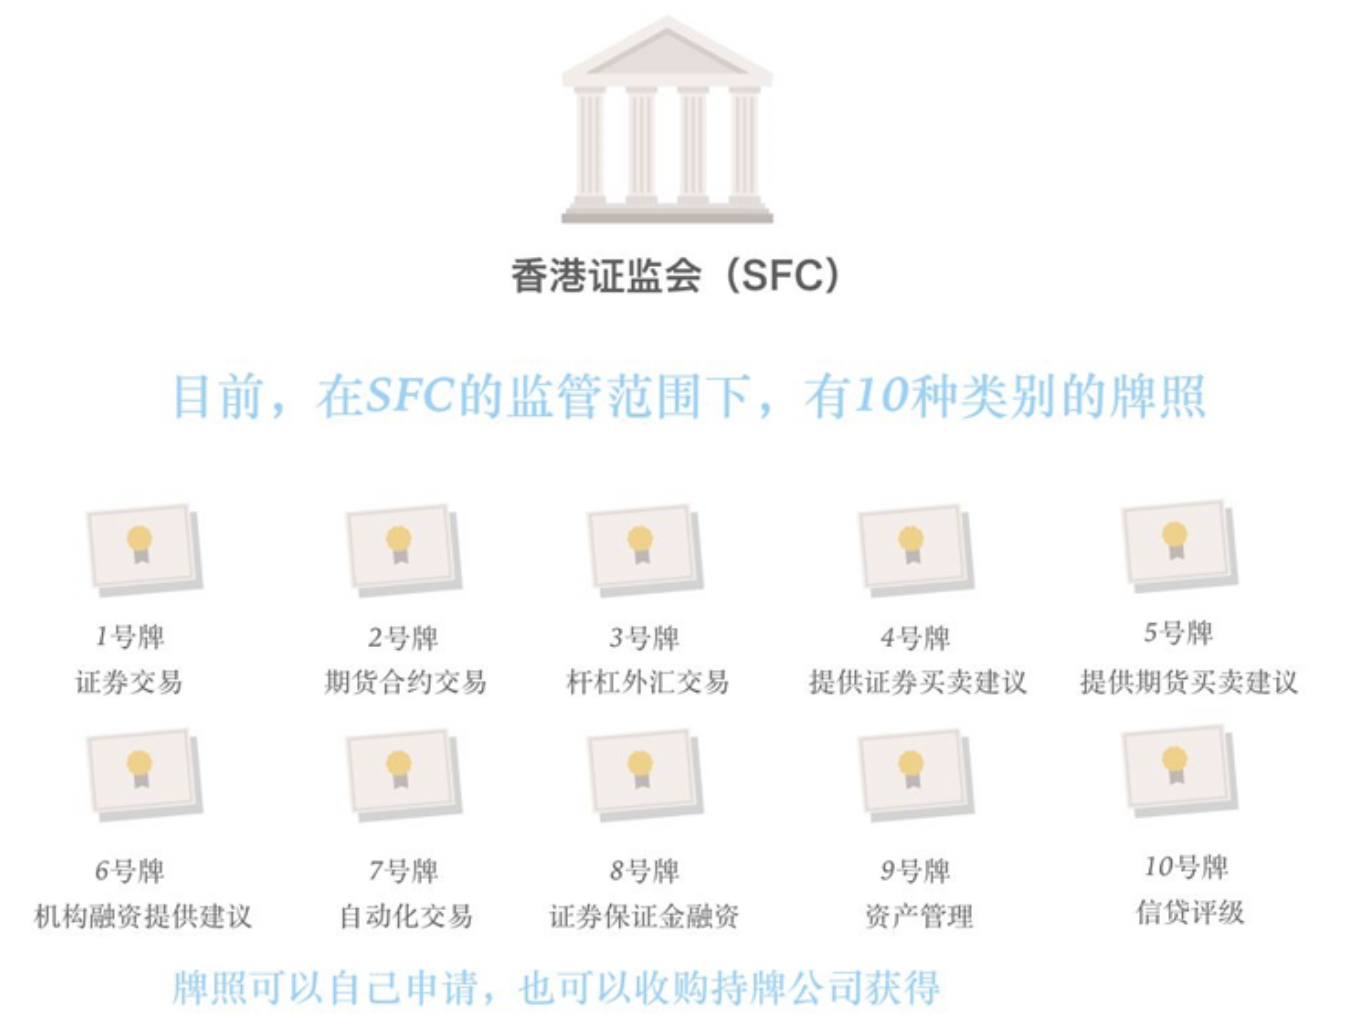 香港证监会（SFC）
目前，在SFC的监管范围下，有10种类别的牌照
1号牌
证券交易
2号牌
期货合约交易
3号牌
杆杠外汇交易
4号牌
提供证券买卖建议
5号牌
提供期货买卖建议
6号牌
机构融资提供建议
7号牌
自动化交易
8号牌
证券保证金融资
9号牌
资产管理
10号牌
信贷评级
牌照可以自己申请，也可以收购持牌公司获得